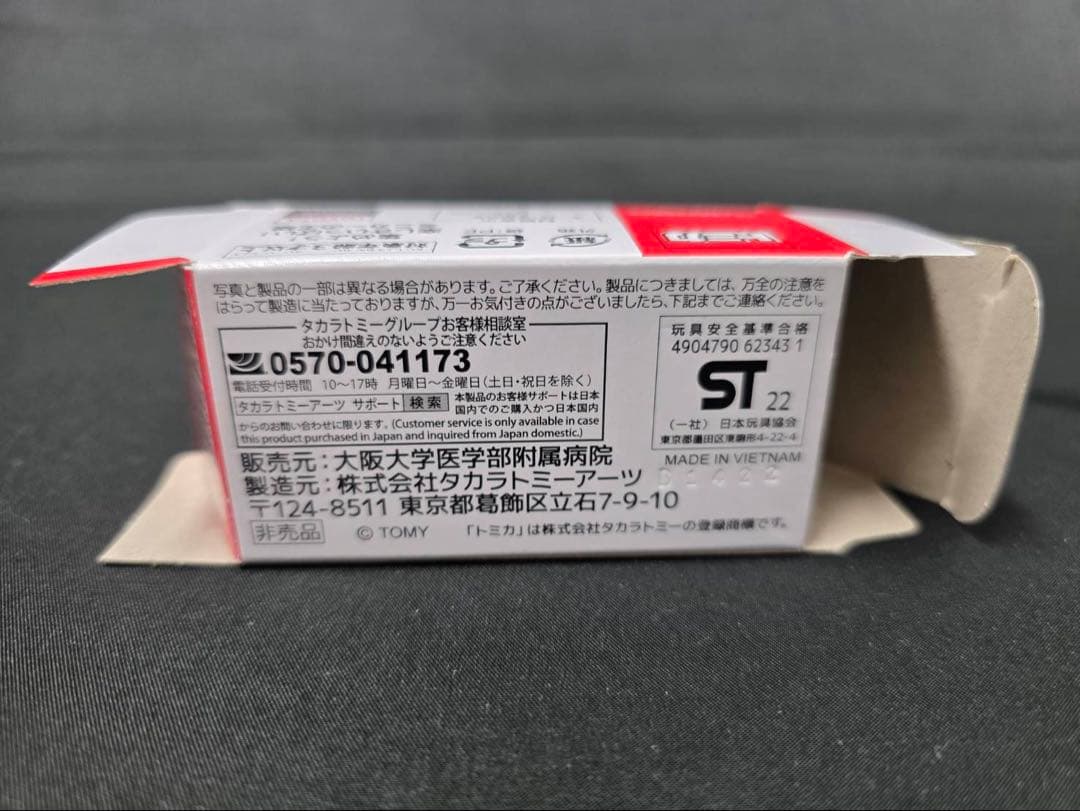 写真と製品の一部は異なる場合があります。ご了承ください。製品につきましては、万全の注意を
はらって製造に当たっておりますが、万一お気付きの点がございましたら、下記までご連絡ください。
タカラトミーグループお客様相談室
おかけ間違えのないようご注意ください
0570-041173
電話受付時間 10〜17時 月曜日〜金曜日(土日・祝日を除く)
タカラトミーアーツ サポート 検索
本製品のお客様サポートは日本
国内でのご購入かつ日本国内
からのお問い合わせに限ります。(Customer service is only available in case
this product purchased in Japan and inquired from Japan domestic.)
販売元:大阪大学医学部附属病院
製造元:株式会社タカラトミーアーツ
〒124-8511 東京都葛飾区立石7-9-10
非売品 © TOMY 「トミカ」は株式会社タカラトミーの登録商標です。
玩具安全基準合格
4904790 62343 1
ST 22
(一社) 日本玩具協会
東京都墨田区東駒形4-22-4
MADE IN VIETNAM
トミカ
紙